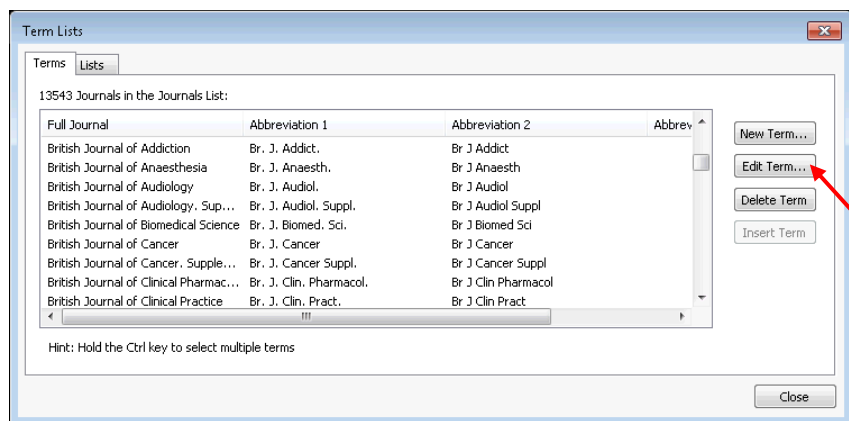 Term Lists
Terms Lists
13543 Journals in the Journals List:
Full Journal Abbreviation 1 Abbreviation 2 Abbrev
British Journal of Addiction Br. J. Addict. Br J Addict
British Journal of Anaesthesia Br. J. Anaesth. Br J Anaesth
British Journal of Audiology Br. J. Audiol. Br J Audiol
British Journal of Audiology. Sup... Br. J. Audiol. Suppl. Br J Audiol Suppl
British Journal of Biomedical Science Br. J. Biomed. Sci. Br J Biomed Sci
British Journal of Cancer Br. J. Cancer Br J Cancer
British Journal of Cancer. Supple... Br. J. Cancer Suppl. Br J Cancer Suppl
British Journal of Clinical Pharmac... Br. J. Clin. Pharmacol. Br J Clin Pharmacol
British Journal of Clinical Practice Br. J. Clin. Pract. Br J Clin Pract
New Term...
Edit Term...
Delete Term
Insert Term
Hint: Hold the Ctrl key to select multiple terms
Close